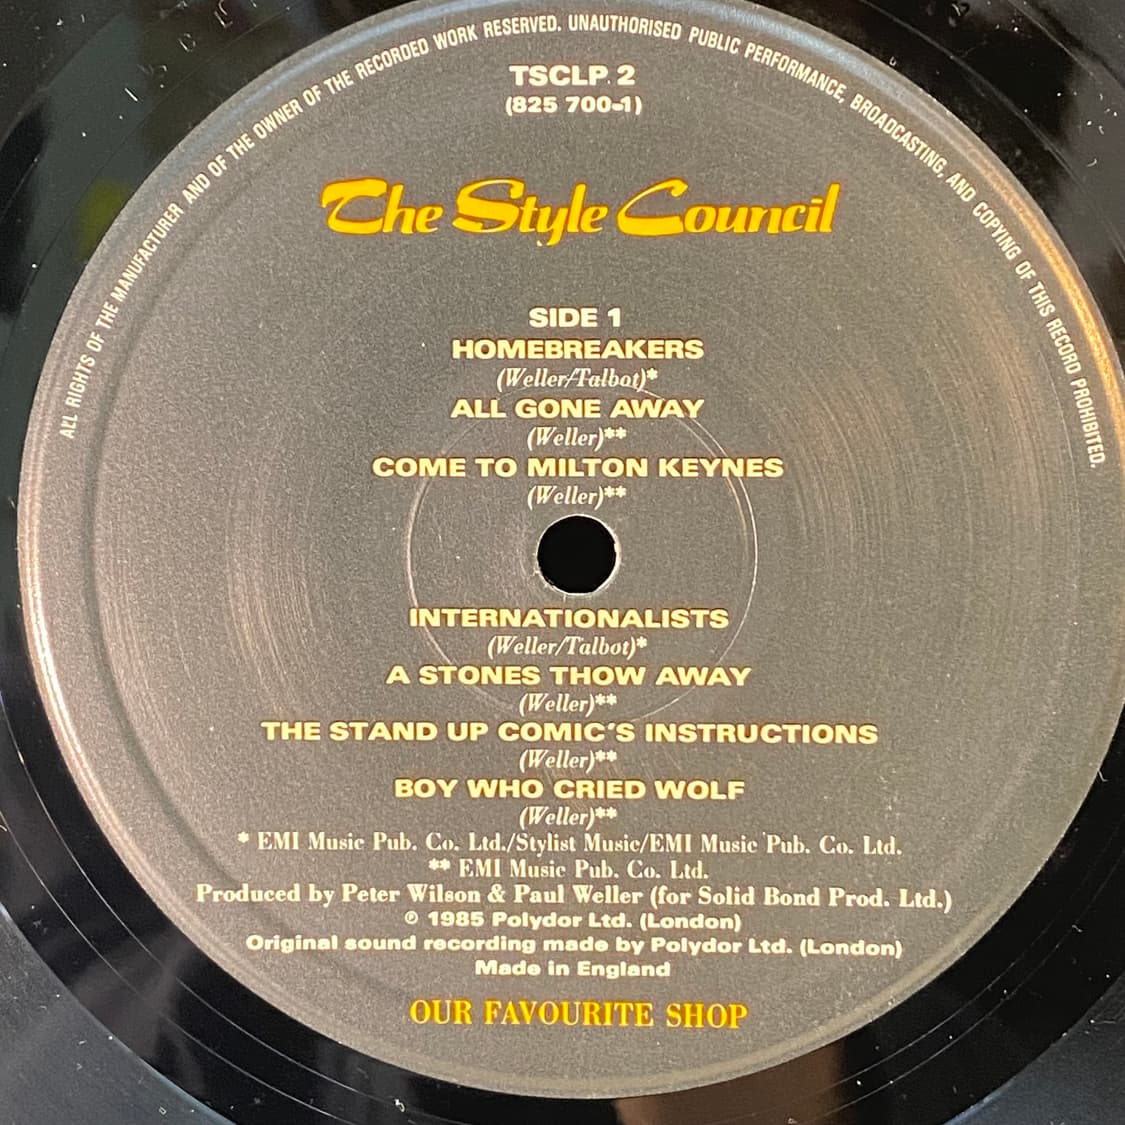 ALL RIGHTS OF THE MANUFACTURER AND OF THE OWNER OF THE RECORDED WORK RESERVED. UNAUTHORISED PUBLIC PERFORMANCE, BROADCASTING, AND COPYING OF THIS RECORD PROHIBITED.
TSCLP 2
(825 700-1)
The Style Council
SIDE 1
HOMEBREAKERS
(Weller/Talbot)*
ALL GONE AWAY
(Weller)**
COME TO MILTON KEYNES
(Weller)**
INTERNATIONALISTS
(Weller/Talbot)*
A STONES THOW AWAY
(Weller)**
THE STAND UP COMIC'S INSTRUCTIONS
(Weller)**
BOY WHO CRIED WOLF
(Weller)**
* EMI Music Pub. Co. Ltd./Stylist Music/EMI Music Pub. Co. Ltd.
** EMI Music Pub. Co. Ltd.
Produced by Peter Wilson & Paul Weller (for Solid Bond Prod. Ltd.)
℗ 1985 Polydor Ltd. (London)
Original sound recording made by Polydor Ltd. (London)
Made in England
OUR FAVOURITE SHOP